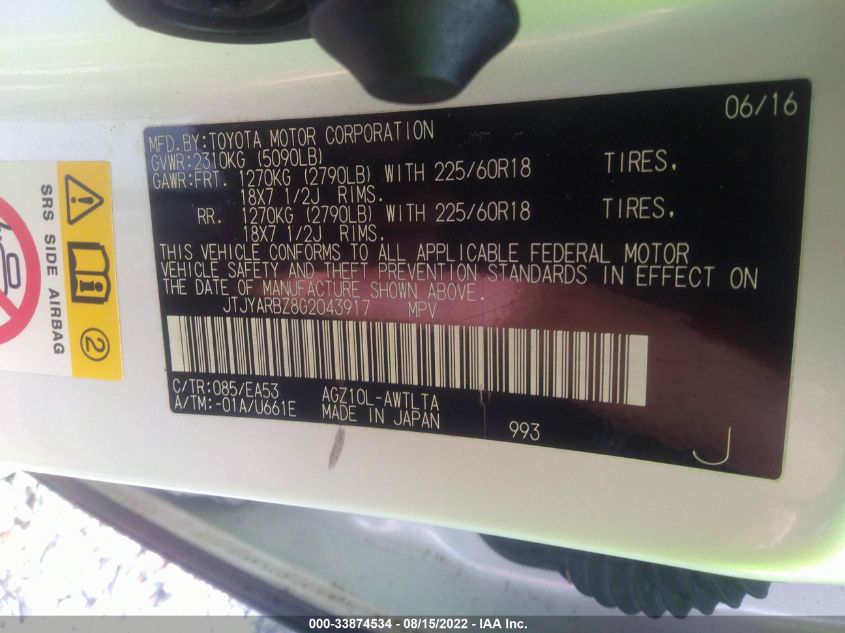 06/16
MFD.BY:TOYOTA MOTOR CORPORATION
GVWR:2310KG (5090LB)
GAWR:FRT. 1270KG (2790LB) WITH 225/60R18 TIRES,
18X7 1/2J RIMS.
RR. 1270KG (2790LB) WITH 225/60R18 TIRES,
18X7 1/2J RIMS.
THIS VEHICLE CONFORMS TO ALL APPLICABLE FEDERAL MOTOR
VEHICLE SAFETY AND THEFT PREVENTION STANDARDS IN EFFECT ON
THE DATE OF MANUFACTURE SHOWN ABOVE.
JTJYARBZ8G2043917 MPV
C/TR:085/EA53 AGZ10L-AWTLTA
A/TM:-01A/U661E MADE IN JAPAN
993
J
SRS SIDE AIRBAG
2
000-33874534 - 08/15/2022 - IAA Inc.